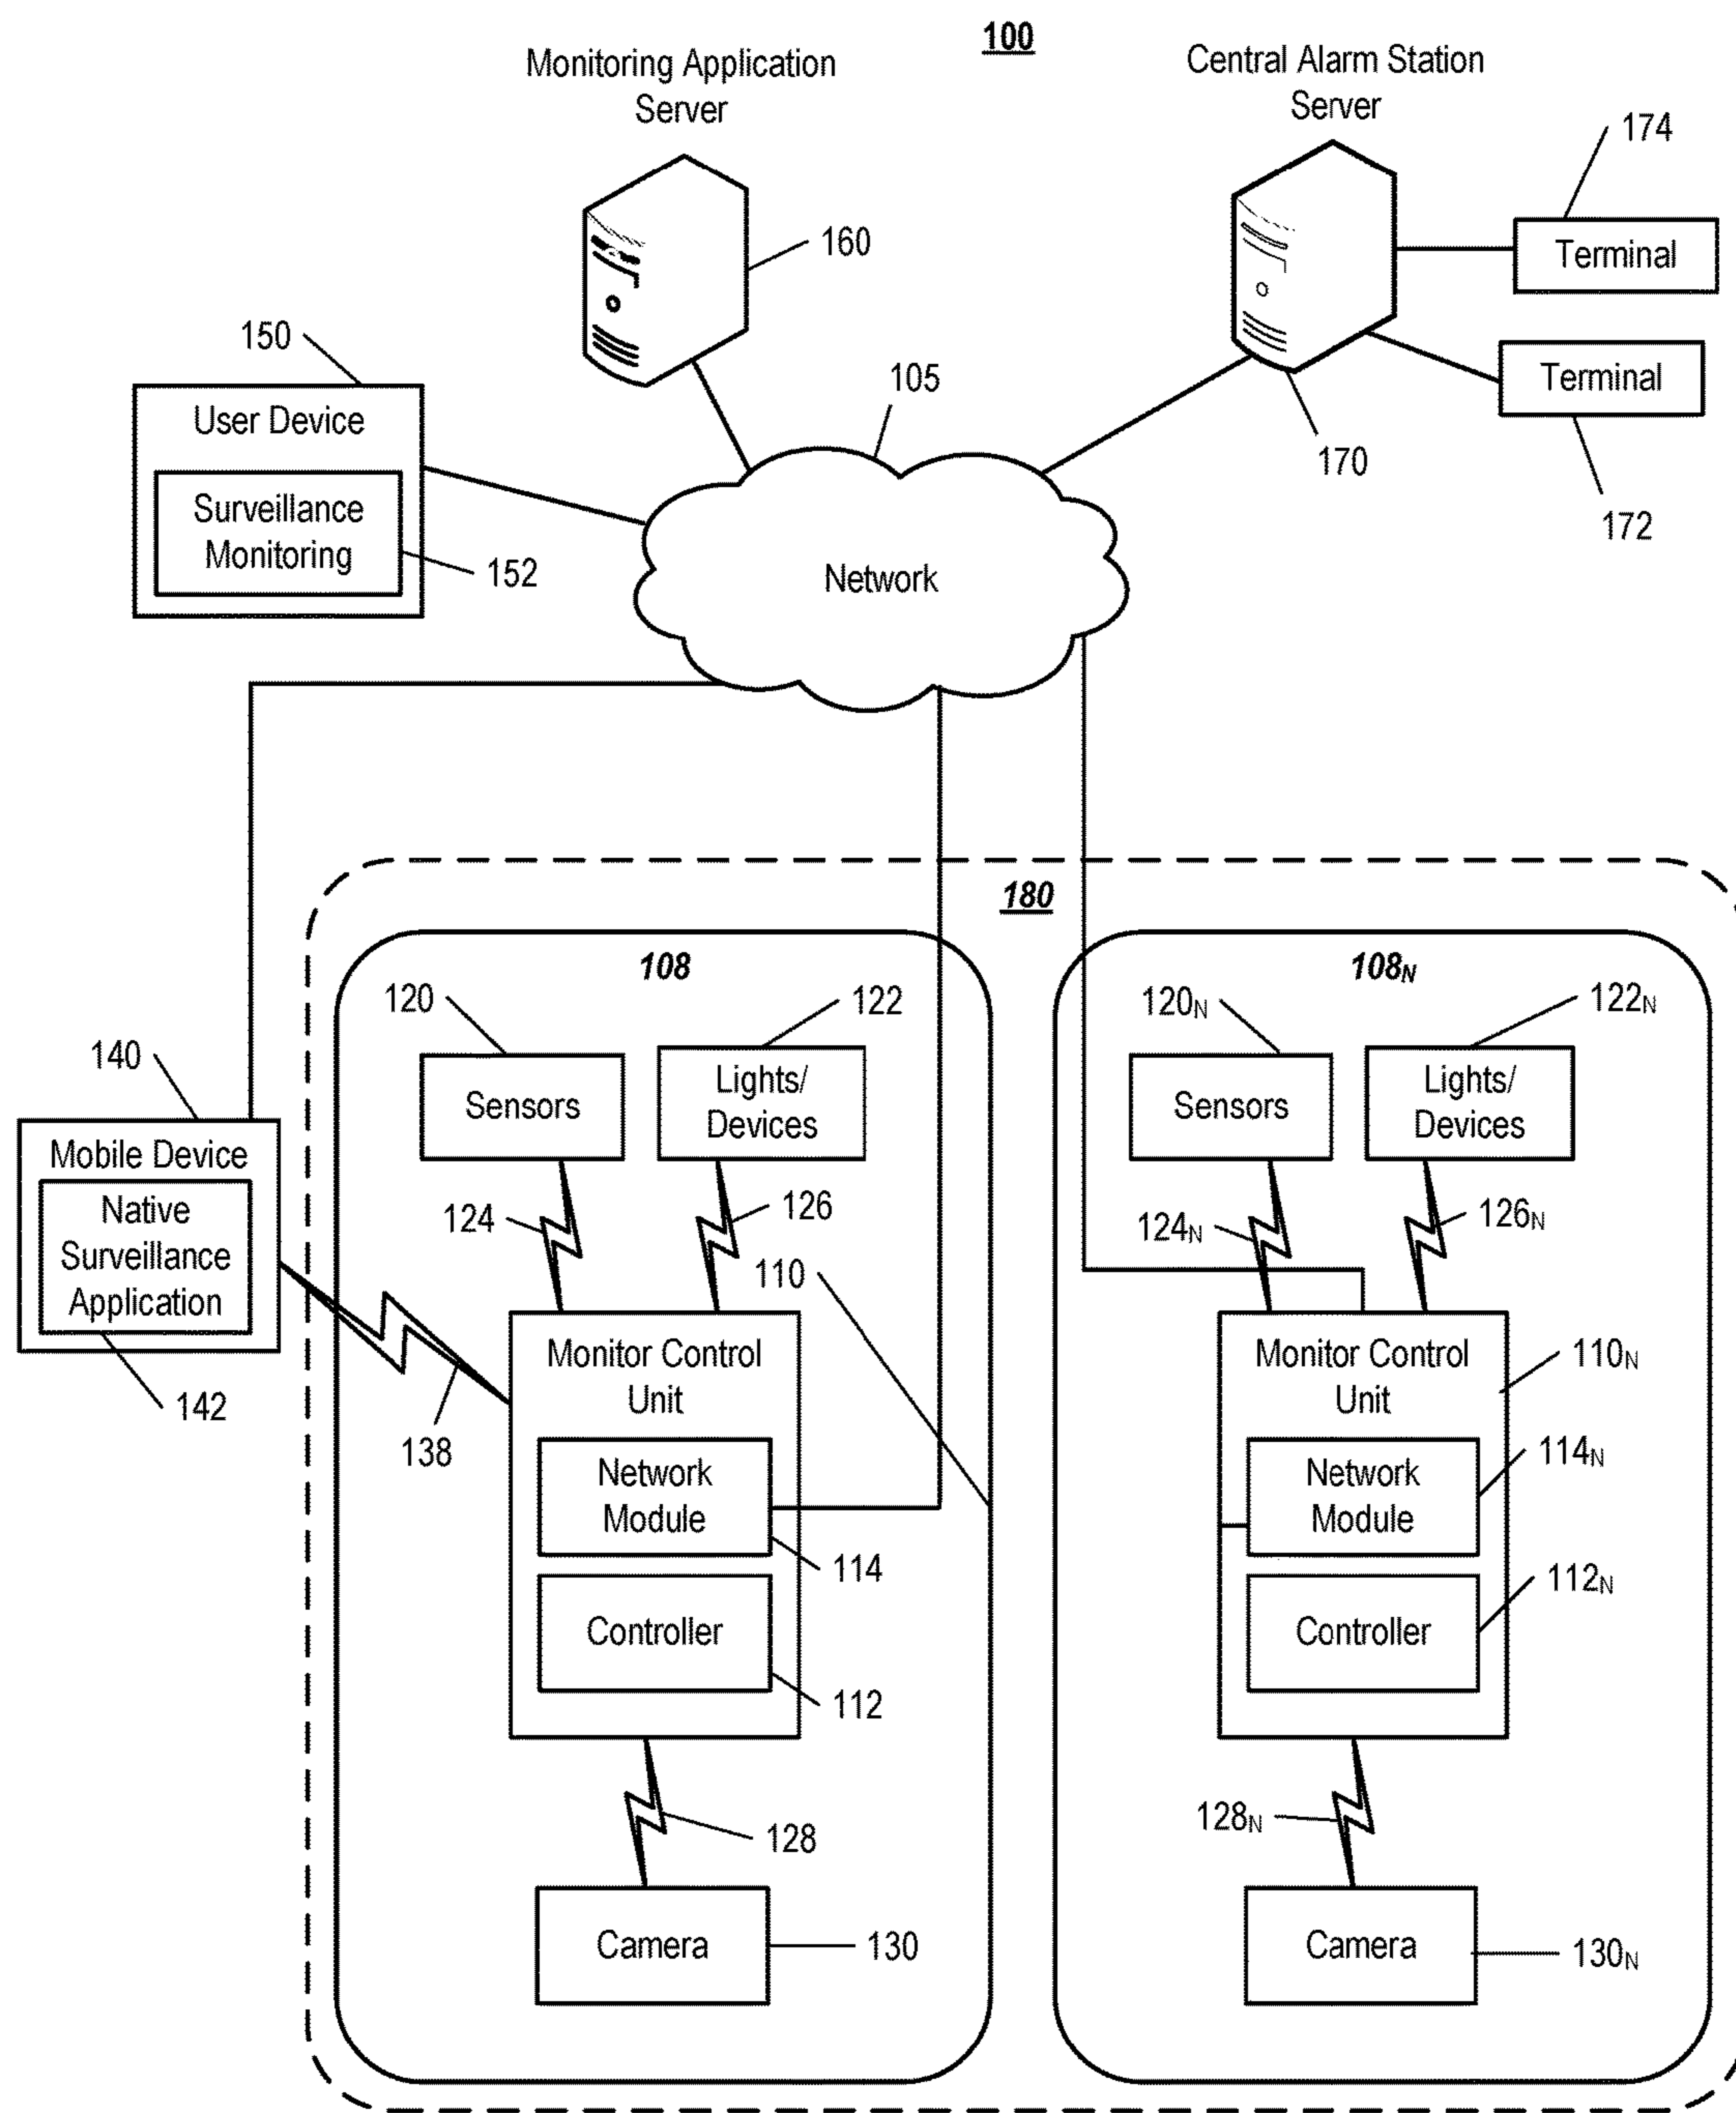 100
Monitoring Application
Server
Central Alarm Station
Server
174
160
Terminal
150
105
Terminal
User Device
170
172
Surveillance
Monitoring
152
Network
180
108
108N
120
122
120N
122N
140
Sensors
Lights/
Devices
Sensors
Lights/
Devices
Mobile Device
Native
Surveillance
Application
124
126
124N
126N
110
142
138
Monitor Control
Unit
Monitor Control
Unit
110N
Network
Module
114
Network
Module
114N
Controller
112
Controller
112N
128
128N
Camera
130
Camera
130N